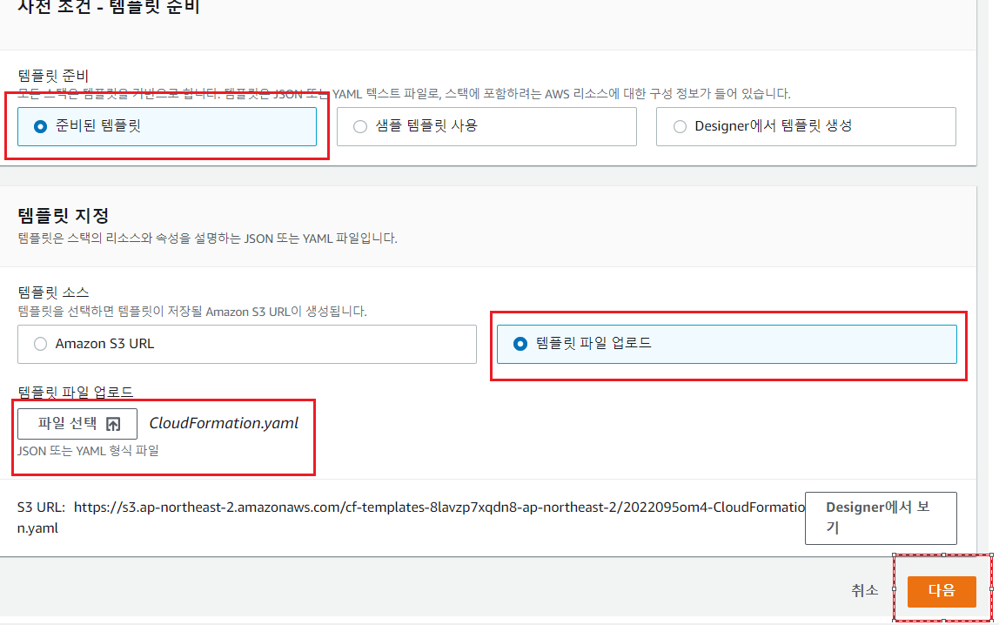 사전 조건 - 템플릿 준비
템플릿 준비
모든 스택은 템플릿을 기반으로 합니다. 템플릿은 JSON 또는 YAML 텍스트 파일로, 스택에 포함하려는 AWS 리소스에 대한 구성 정보가 들어 있습니다.
준비된 템플릿
샘플 템플릿 사용
Designer에서 템플릿 생성
템플릿 지정
템플릿은 스택의 리소스와 속성을 설명하는 JSON 또는 YAML 파일입니다.
템플릿 소스
템플릿을 선택하면 템플릿이 저장될 Amazon S3 URL이 생성됩니다.
Amazon S3 URL
템플릿 파일 업로드
템플릿 파일 업로드
파일 선택
CloudFormation.yaml
JSON 또는 YAML 형식 파일
S3 URL: https://s3.ap-northeast-2.amazonaws.com/cf-templates-8lavzp7xqdn8-ap-northeast-2/2022095om4-CloudFormatio
n.yaml
Designer에서 보
기
취소
다음